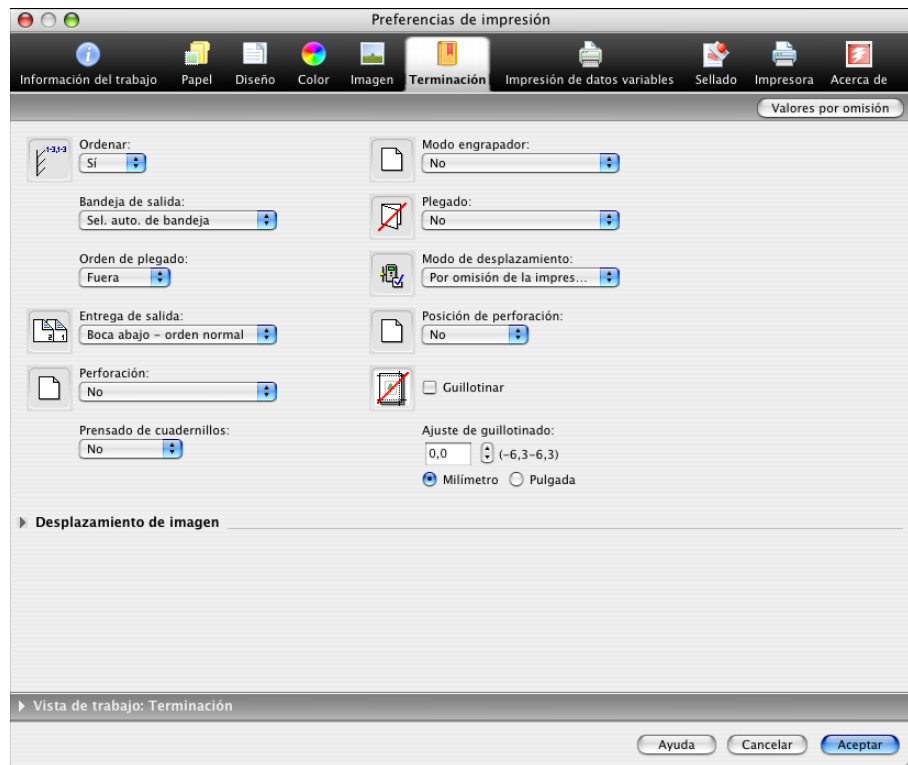 Preferencias de impresión
Información del trabajo Papel Diseño Color Imagen Terminación Impresión de datos variables Sellado Impresora Acerca de
Valores por omisión
1-3,1-3
Ordenar:
Sí
Bandeja de salida:
Sel. auto. de bandeja
Orden de plegado:
Fuera
Entrega de salida:
2 1
Boca abajo – orden normal
Perforación:
No
Prensado de cuadernillos:
No
Modo engrapador:
No
Plegado:
No
Modo de desplazamiento:
Por omisión de la impres...
Posición de perforación:
No
Guillotinar
Ajuste de guillotinado:
0,0 (-6,3-6,3)
Milímetro Pulgada
Desplazamiento de imagen
Vista de trabajo: Terminación
Ayuda Cancelar Aceptar